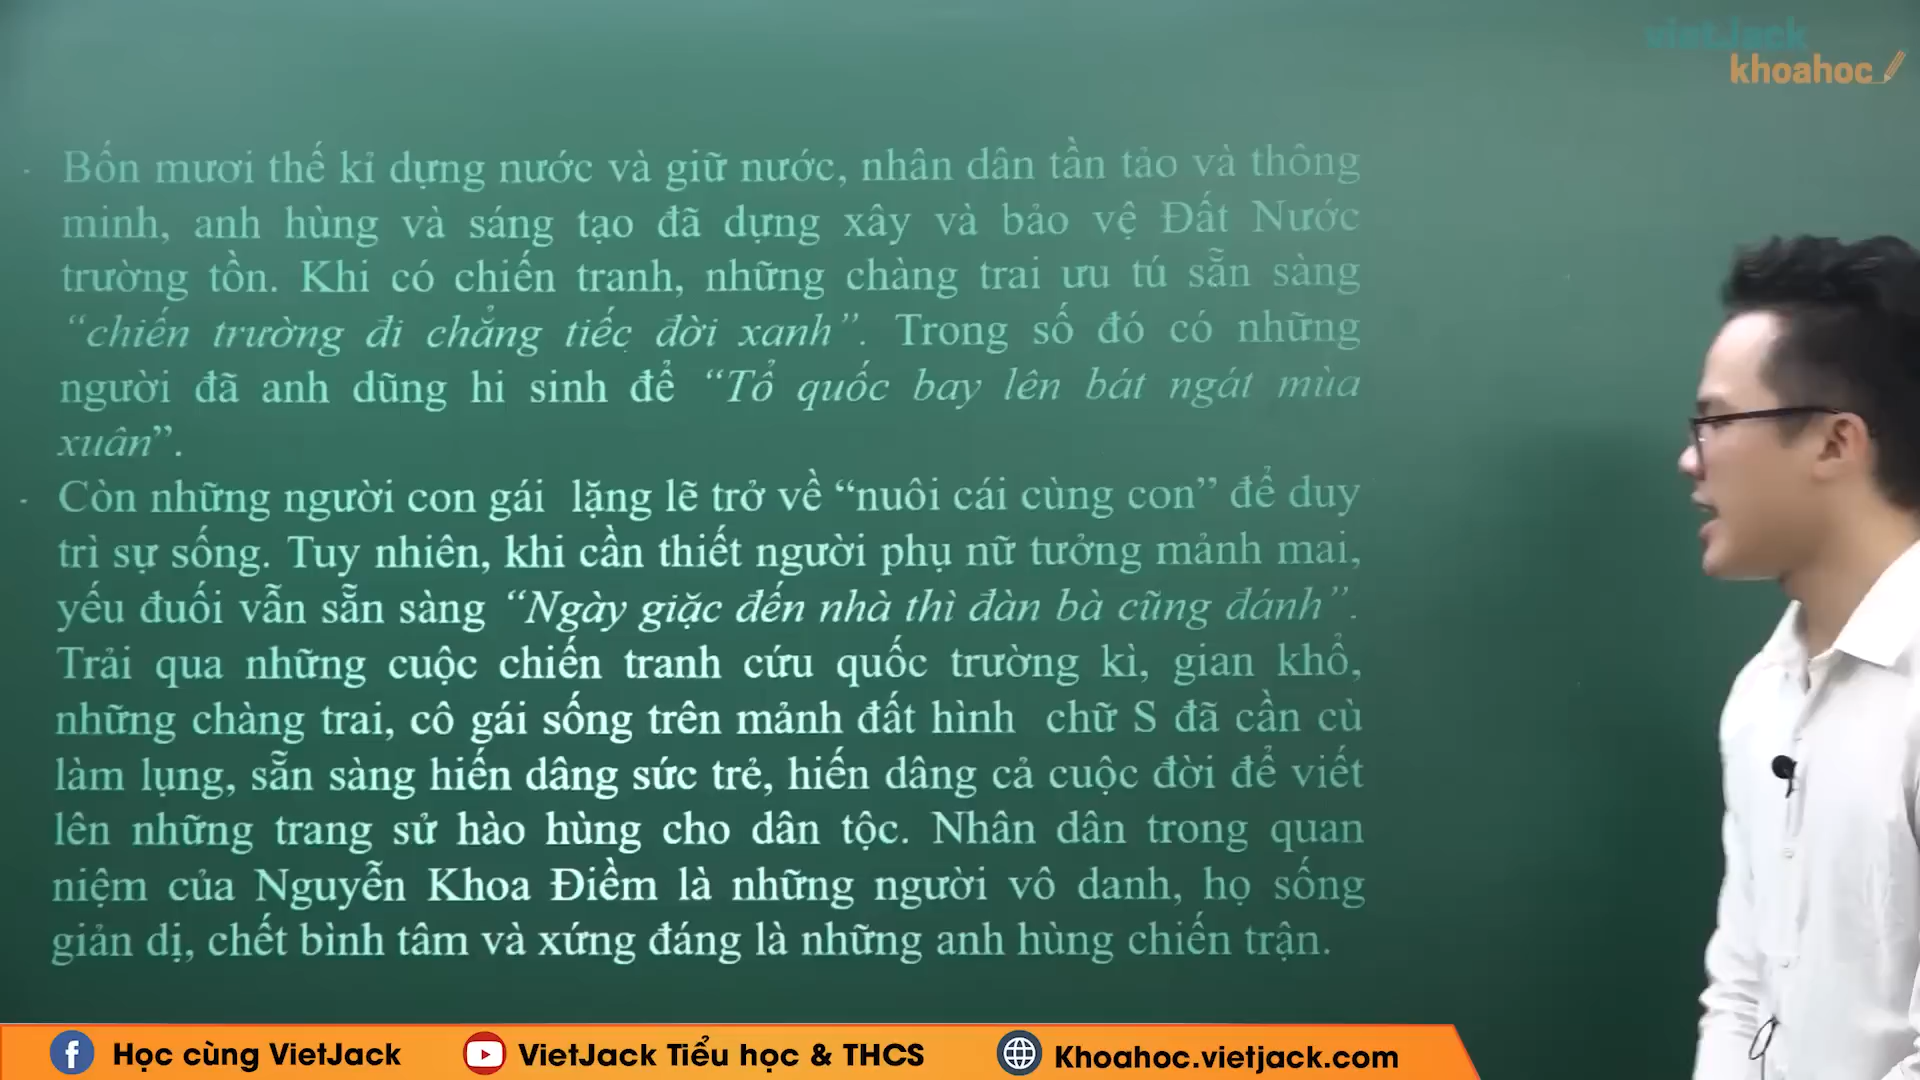 vietJack
khoahoc
Bốn mươi thế kỉ dựng nước và giữ nước, nhân dân tần tảo và thông
minh, anh hùng và sáng tạo đã dựng xây và bảo vệ Đất Nước
trường tồn. Khi có chiến tranh, những chàng trai ưu tú sẵn sàng
“chiến trường đi chẳng tiếc đời xanh”. Trong số đó có những
người đã anh dũng hi sinh để “Tổ quốc bay lên bát ngát mùa
xuân”.
Còn những người con gái lặng lẽ trở về “nuôi cái cùng con” để duy
trì sự sống. Tuy nhiên, khi cần thiết người phụ nữ tưởng mảnh mai,
yếu đuối vẫn sẵn sàng “Ngày giặc đến nhà thì đàn bà cũng đánh”.
Trải qua những cuộc chiến tranh cứu quốc trường kì, gian khổ,
những chàng trai, cô gái sống trên mảnh đất hình chữ S đã cần cù
làm lụng, sẵn sàng hiến dâng sức trẻ, hiến dâng cả cuộc đời để viết
lên những trang sử hào hùng cho dân tộc. Nhân dân trong quan
niệm của Nguyễn Khoa Điềm là những người vô danh, họ sống
giản dị, chết bình tâm và xứng đáng là những anh hùng chiến trận.
Học cùng VietJack
VietJack Tiểu học & THCS
Khoahoc.vietjack.com